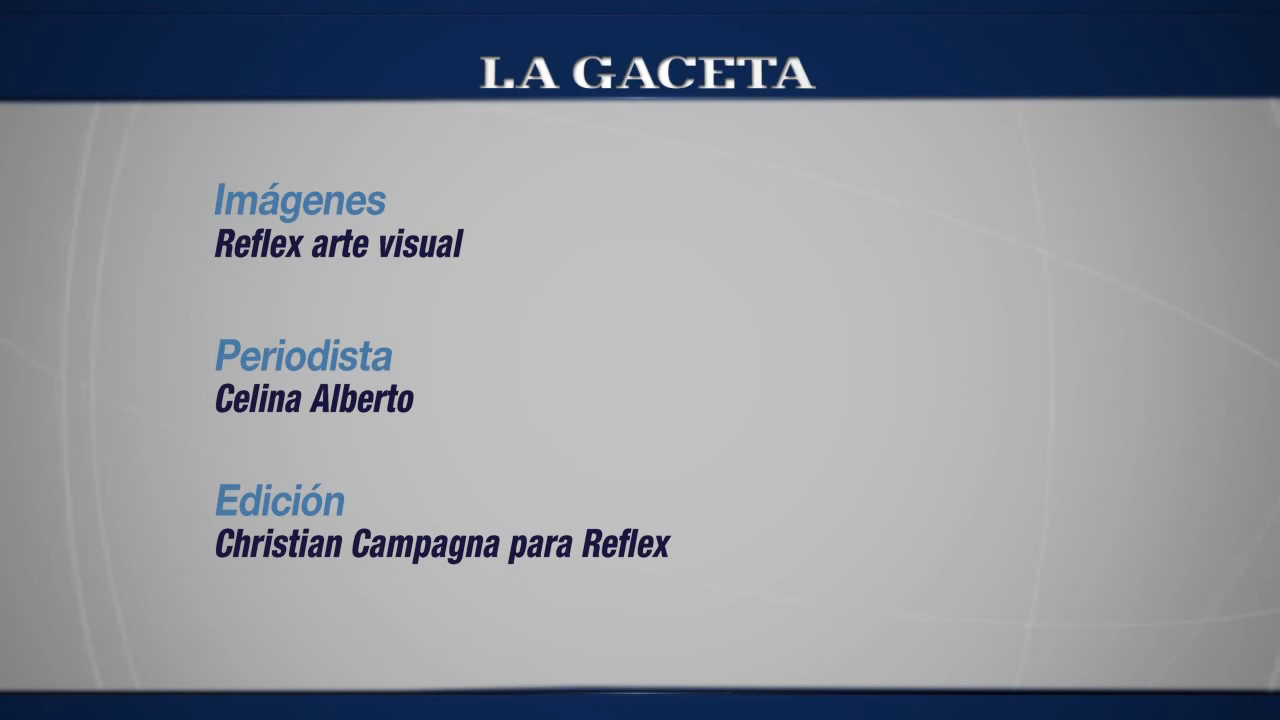 LA GACETA
Imágenes
Reflex arte visual
Periodista
Celina Alberto
Edición
Christian Campagna para Reflex